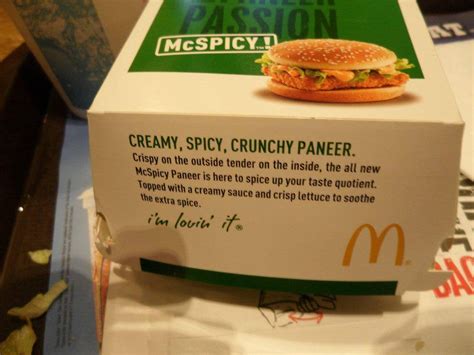 PASSION
McSPICY!
CREAMY, SPICY, CRUNCHY PANEER.
Crispy on the outside tender on the inside, the all new
McSpicy Paneer is here to spice up your taste quotient.
Topped with a creamy sauce and crisp lettuce to soothe
the extra spice.
i'm lovin' it®